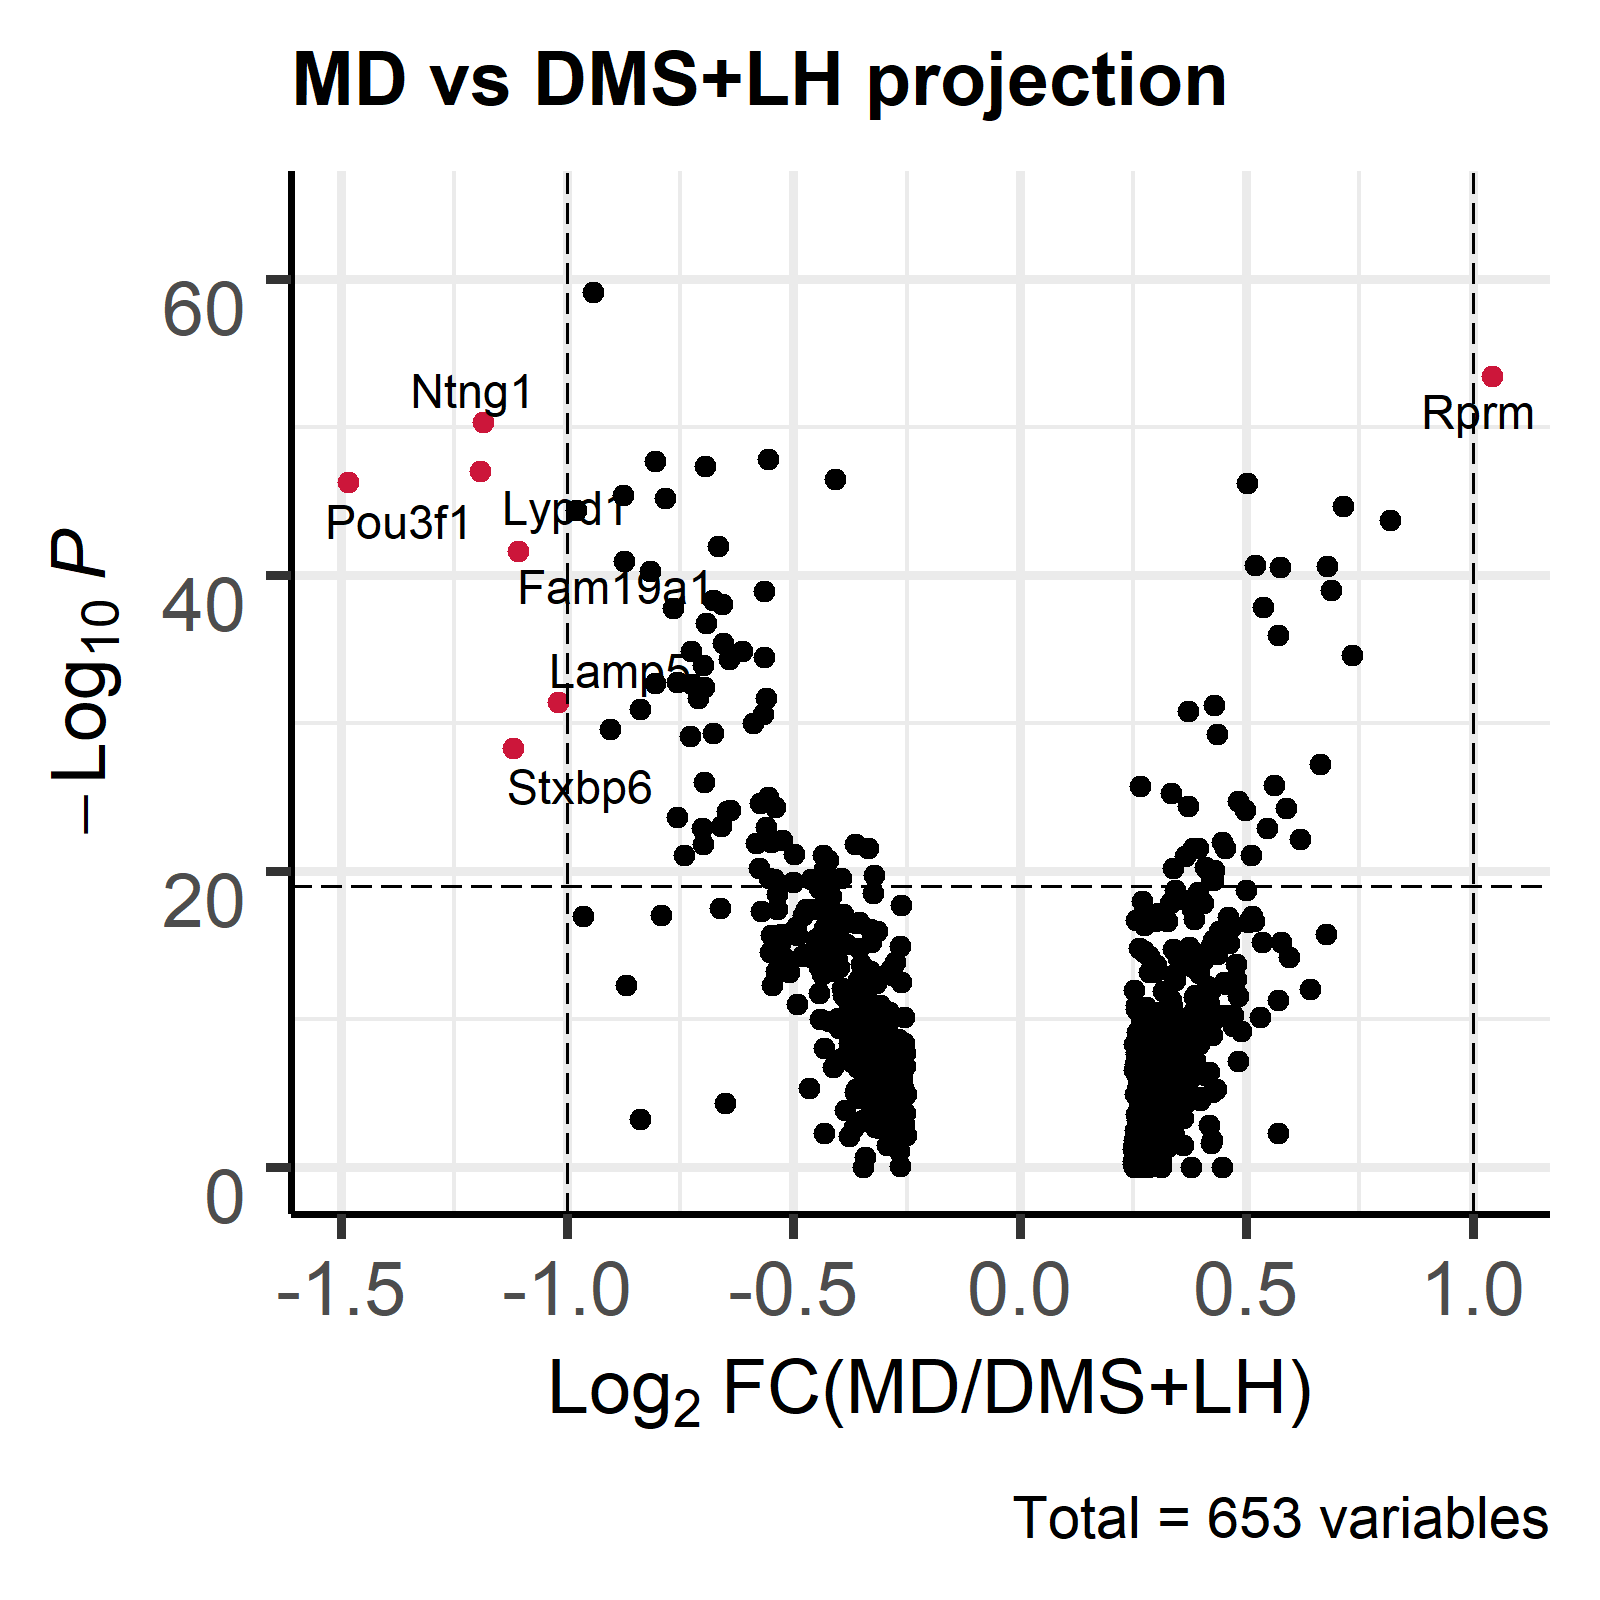 MD vs DMS+LH projection
60
Ntng1
Rprm
Pou3f1
Lypd1
Fam19a1
40
Lamp5
Stxbp6
20
0
−Log10 P
-1.5 -1.0 -0.5 0.0 0.5 1.0
Log2 FC(MD/DMS+LH)
Total = 653 variables